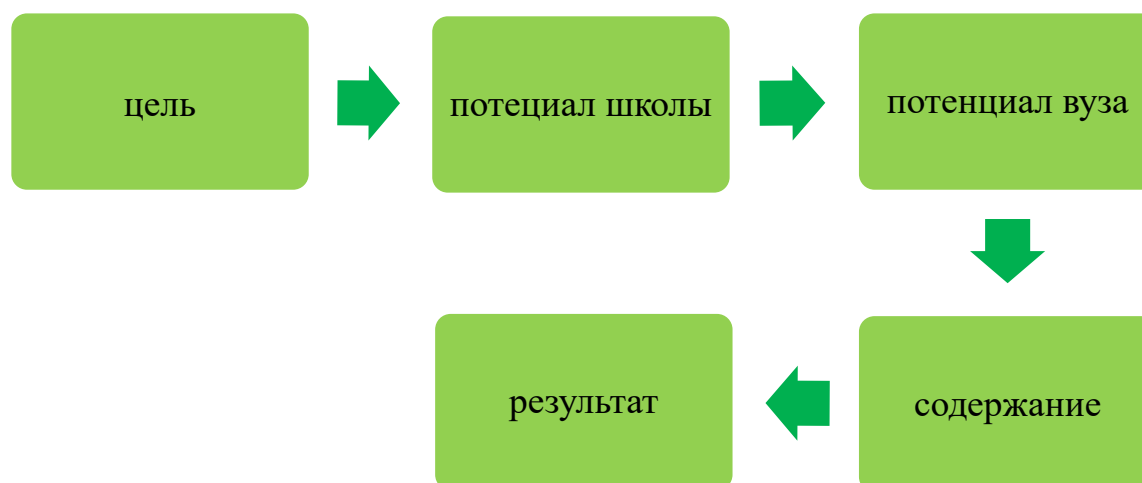 цель
потециал школы
потенциал вуза
содержание
результат